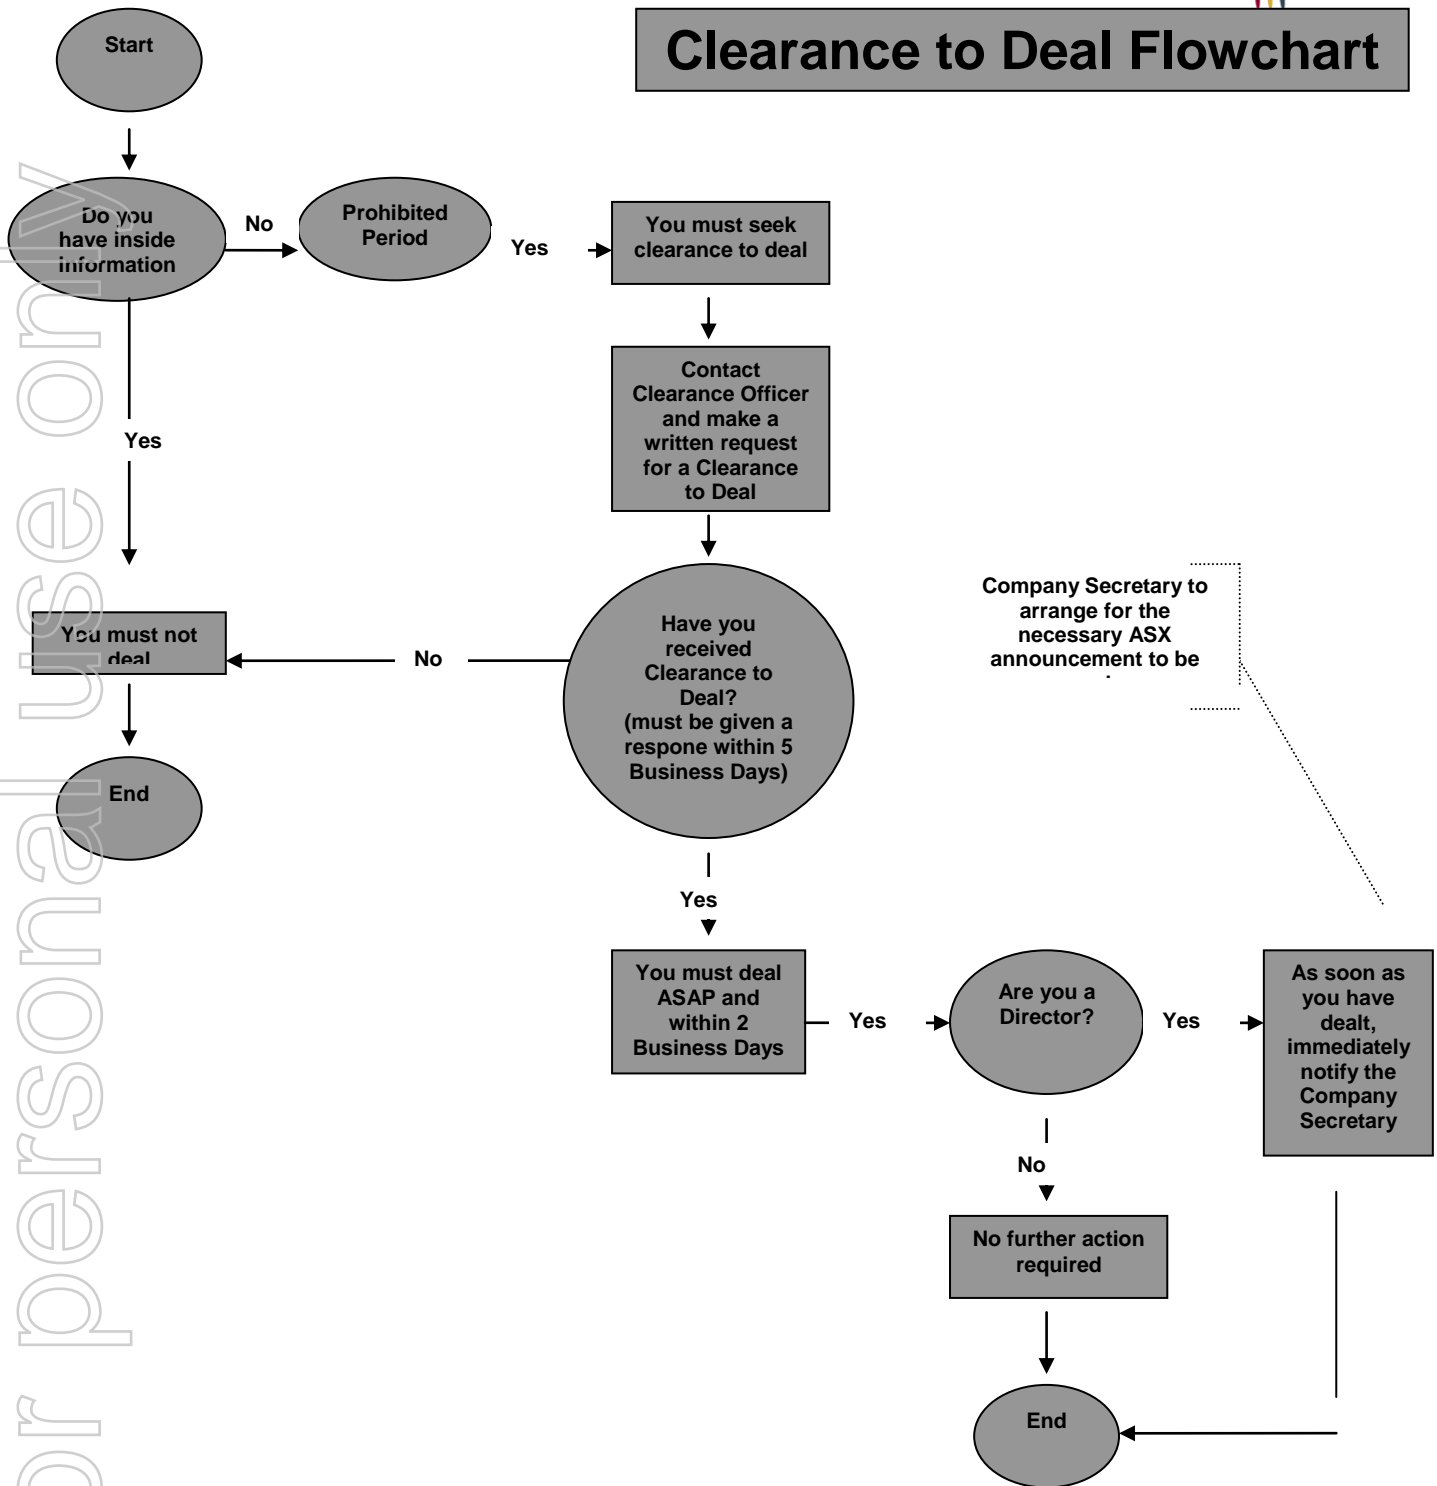 Clearance to Deal Flowchart
Start
Do you
have inside
information
No
Prohibited
Period
Yes
You must seek
clearance to deal
Contact
Clearance Officer
and make a
written request
for a Clearance
to Deal
Yes
You must not
deal
No
Have you
received
Clearance to
Deal?
(must be given a
respone within 5
Business Days)
Company Secretary to
arrange for the
necessary ASX
announcement to be
End
Yes
You must deal
ASAP and
within 2
Business Days
Yes
Are you a
Director?
Yes
As soon as
you have
dealt,
immediately
notify the
Company
Secretary
No
No further action
required
End
or personal use only